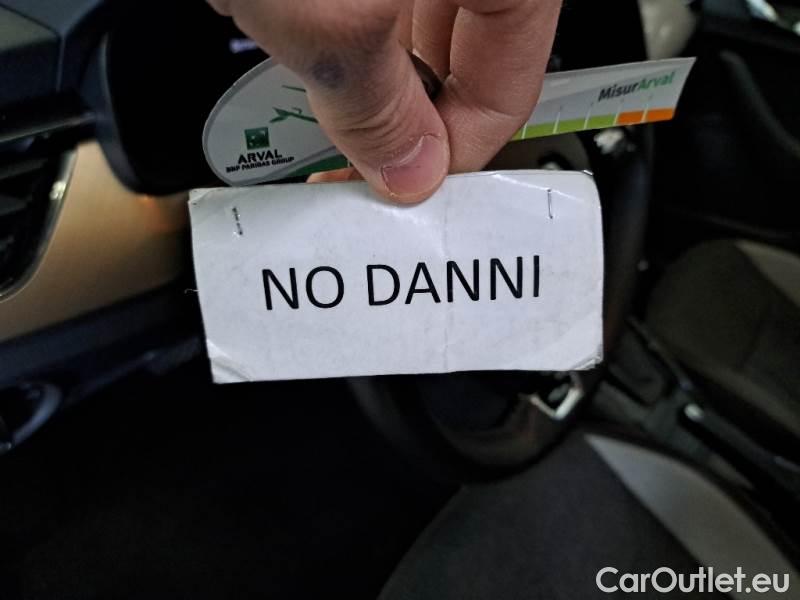 MisurArval
ARVAL
BNP PARIBAS GROUP
NO DANNI
CarOutlet.eu